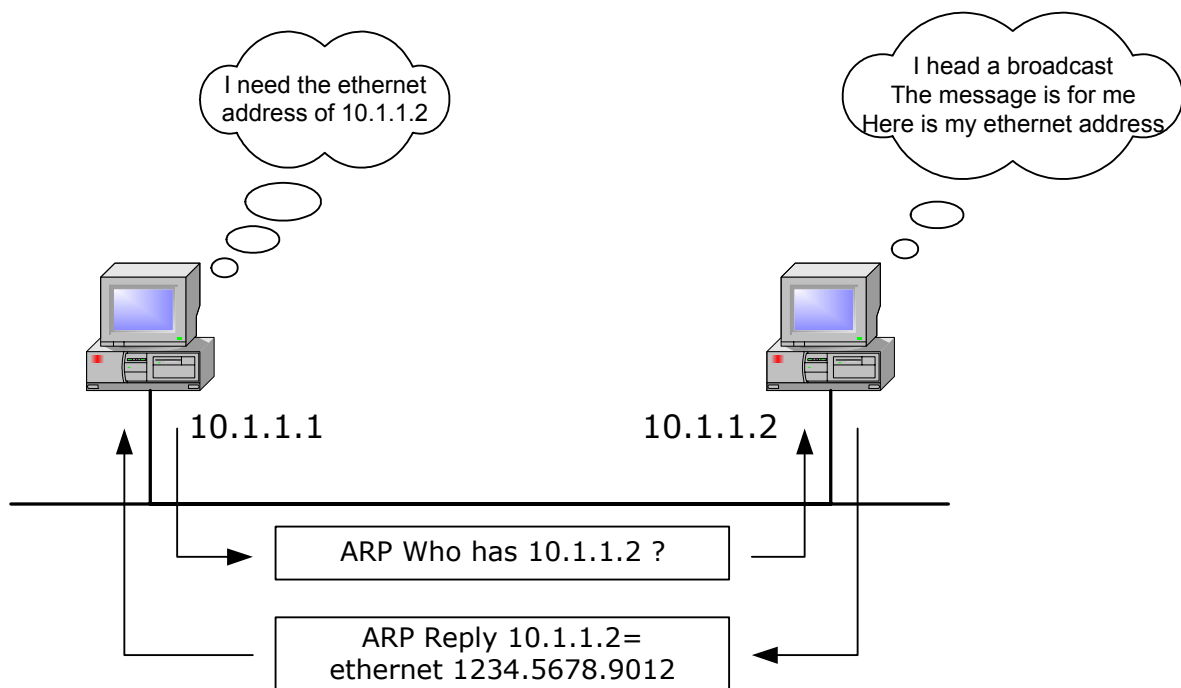 I need the ethernet
address of 10.1.1.2
I head a broadcast
The message is for me
Here is my ethernet address
10.1.1.1
10.1.1.2
ARP Who has 10.1.1.2 ?
ARP Reply 10.1.1.2=
ethernet 1234.5678.9012